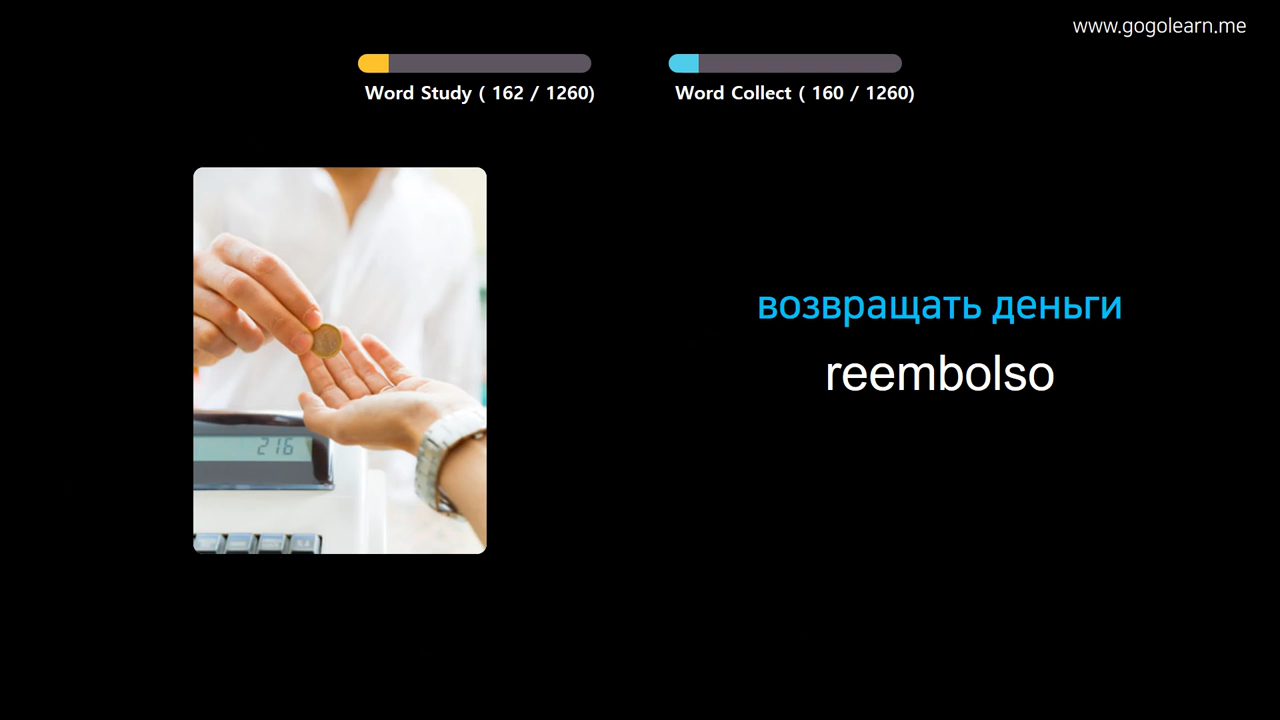 www.gogolearn.me
Word Study ( 162 / 1260)
Word Collect ( 160 / 1260)
возвращать деньги
reembolso
216